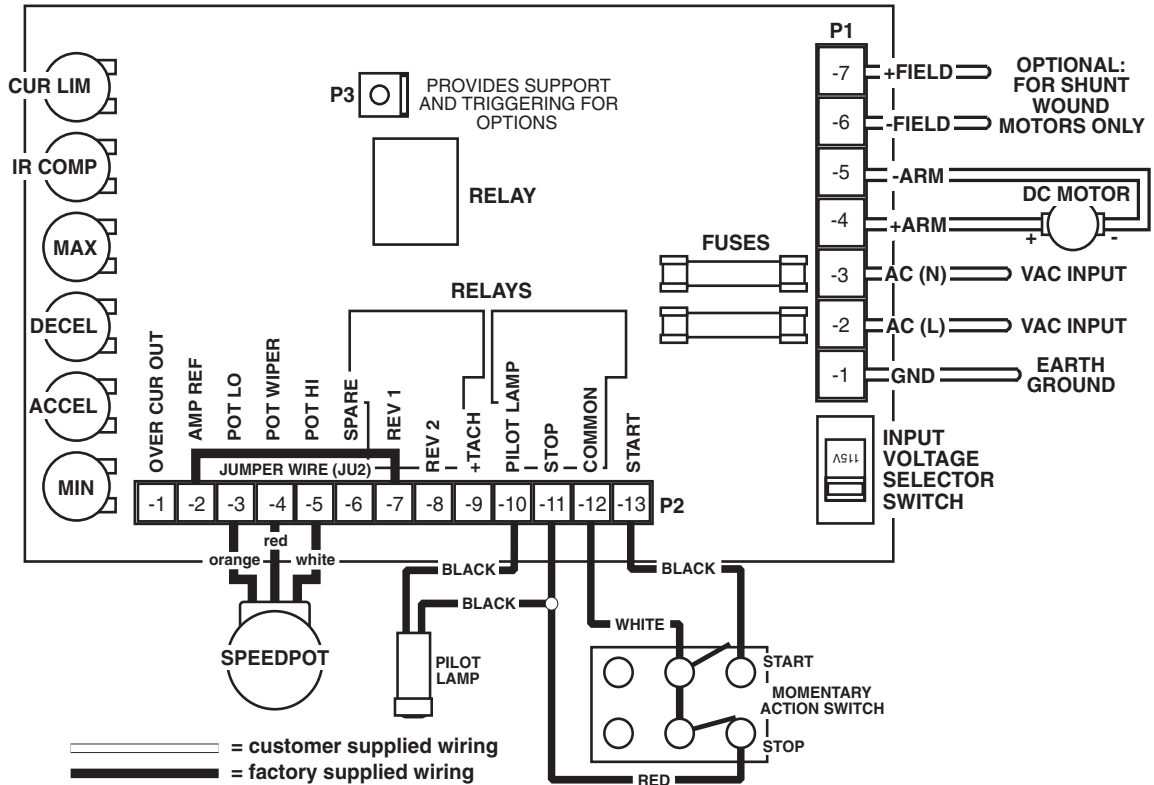 CUR LIM
IR COMP
MAX
DECEL
ACCEL
MIN
P3
PROVIDES SUPPORT
AND TRIGGERING FOR
OPTIONS
RELAY
RELAYS
FUSES
P1
-7
+FIELD
-6
-FIELD
OPTIONAL:
FOR SHUNT
WOUND
MOTORS ONLY
-5
-ARM
DC MOTOR
-4
+ARM
+
-
-3
AC (N)
VAC INPUT
-2
AC (L)
VAC INPUT
-1
GND
EARTH
GROUND
115V
INPUT
VOLTAGE
SELECTOR
SWITCH
OVER CUR OUT
AMP REF
POT LO
POT WIPER
POT HI
SPARE
REV 1
REV 2
+TACH
PILOT LAMP
STOP
COMMON
START
JUMPER WIRE (JU2)
-1 -2 -3 -4 -5 -6 -7 -8 -9 -10 -11 -12 -13
P2
orange
red
white
SPEEDPOT
BLACK
BLACK
BLACK
WHITE
PILOT
LAMP
START
MOMENTARY
ACTION SWITCH
STOP
RED
= customer supplied wiring
= factory supplied wiring